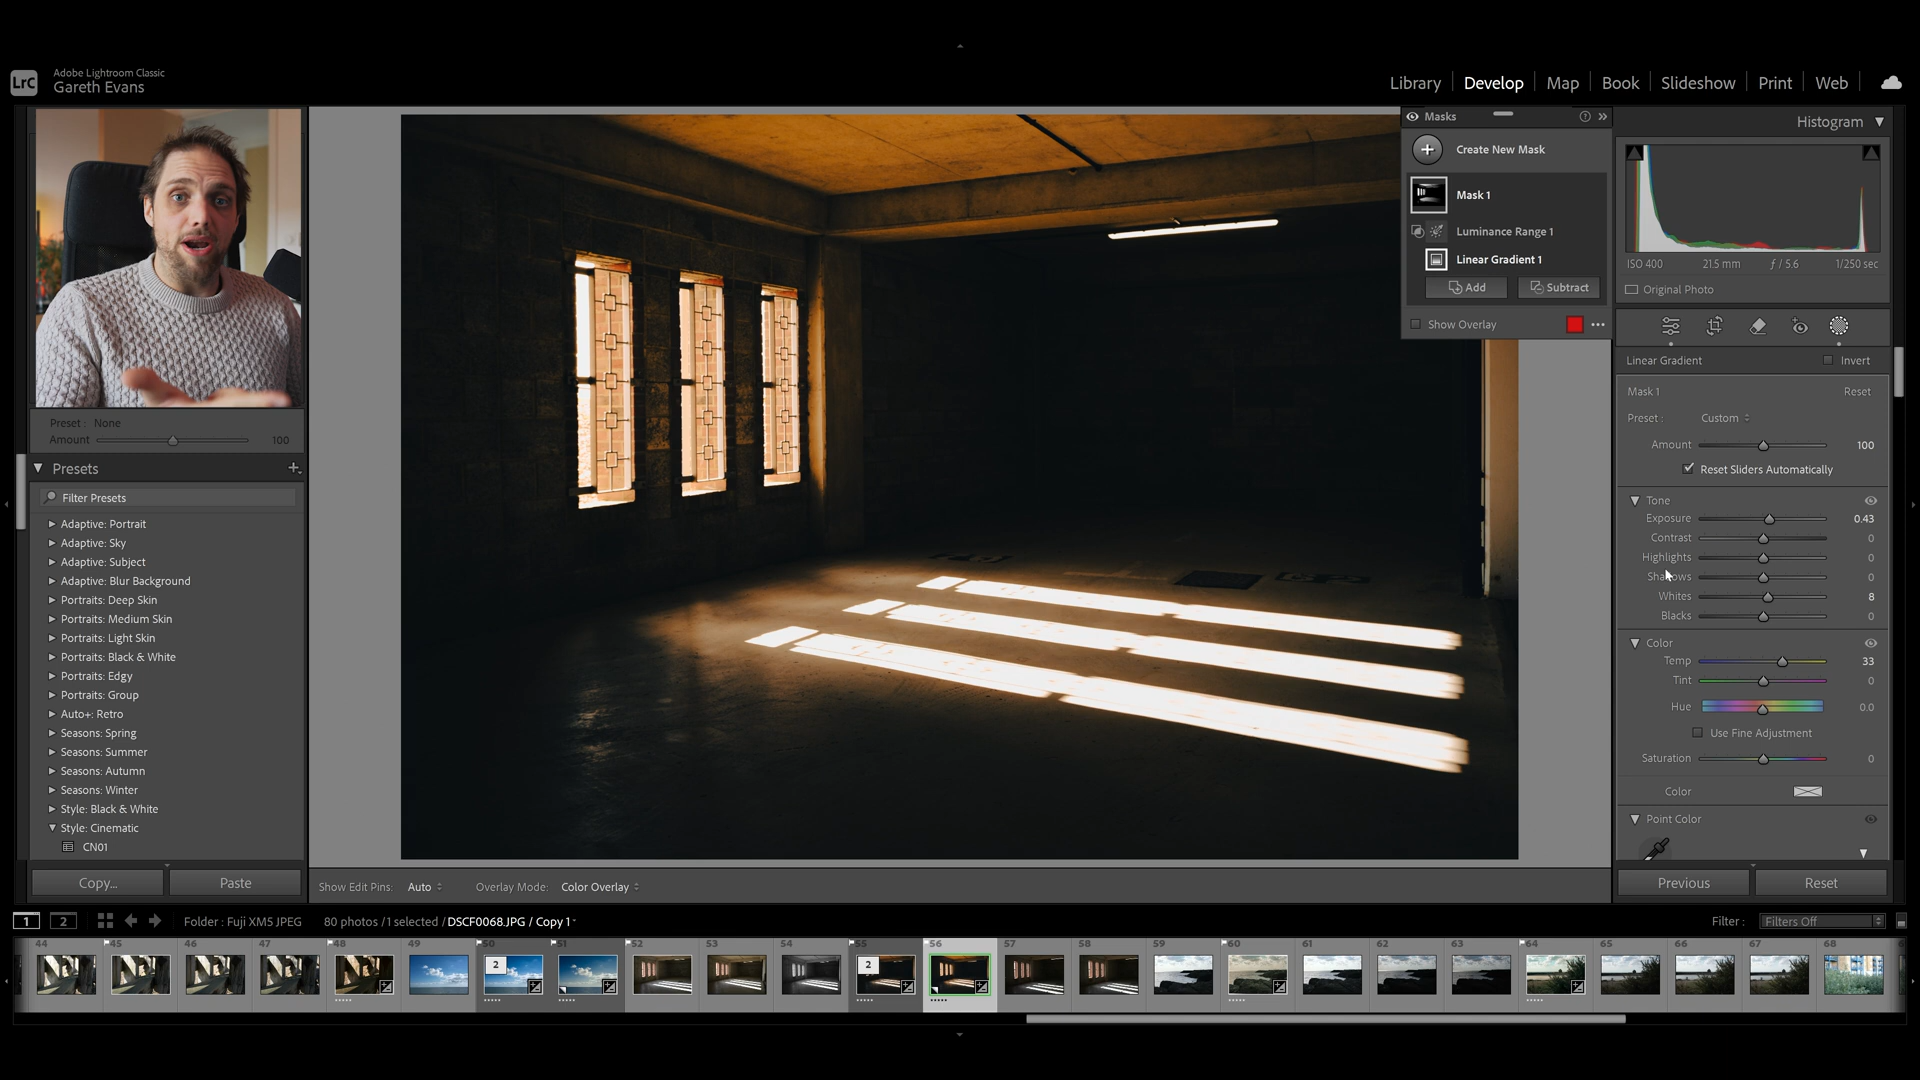 LrC
Adobe Lightroom Classic
Gareth Evans
Library
Develop
Map
Book
Slideshow
Print
Web
Preset: None
Amount 100
Presets
Filter Presets
Adaptive: Portrait
Adaptive: Sky
Adaptive: Subject
Adaptive: Blur Background
Portraits: Deep Skin
Portraits: Medium Skin
Portraits: Light Skin
Portraits: Black & White
Portraits: Edgy
Portraits: Group
Auto+: Retro
Seasons: Spring
Seasons: Summer
Seasons: Autumn
Seasons: Winter
Style: Black & White
Style: Cinematic
CN01
Copy...
Paste
Masks
Create New Mask
Mask 1
Luminance Range 1
Linear Gradient 1
Add
Subtract
Show Overlay
Histogram
ISO 400 21.5 mm ƒ / 5.6 1/250 sec
Original Photo
Linear Gradient
Invert
Mask 1
Reset
Preset : Custom
Amount 100
Reset Sliders Automatically
Tone
Exposure 0.43
Contrast 0
Highlights 0
Shadows 0
Whites 8
Blacks 0
Color
Temp 33
Tint 0
Hue 0.0
Use Fine Adjustment
Saturation 0
Color
Point Color
Previous
Reset
Show Edit Pins: Auto
Overlay Mode: Color Overlay
1
2
Folder : Fuji XM5 JPEG
80 photos / 1 selected / DSCF0068.JPG / Copy 1
Filter : Filters Off
44 45 46 47 48 49 50 51 52 53 54 55 56 57 58 59 60 61 62 63 64 65 66 67 68
2
2